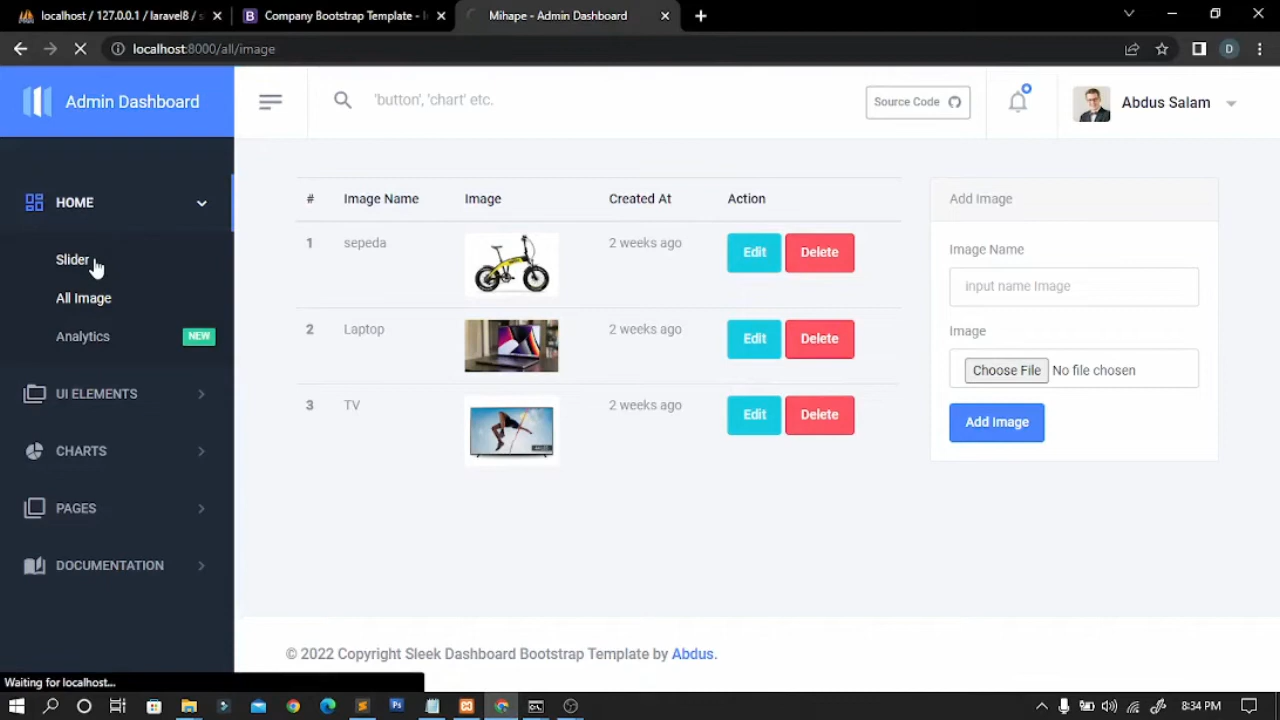 localhost / 127.0.0.1 / laravel8 / s
Company Bootstrap Template - I
Mihape - Admin Dashboard
localhost:8000/all/image
Admin Dashboard
'button', 'chart' etc.
Source Code
Abdus Salam
HOME
Slider
All Image
Analytics
NEW
UI ELEMENTS
CHARTS
PAGES
DOCUMENTATION
# Image Name Image Created At Action
1 sepeda 2 weeks ago Edit Delete
2 Laptop 2 weeks ago Edit Delete
3 TV 2 weeks ago Edit Delete
Add Image
Image Name
input name Image
Image
Choose File No file chosen
Add Image
© 2022 Copyright Sleek Dashboard Bootstrap Template by Abdus.
Waiting for localhost...
8:34 PM